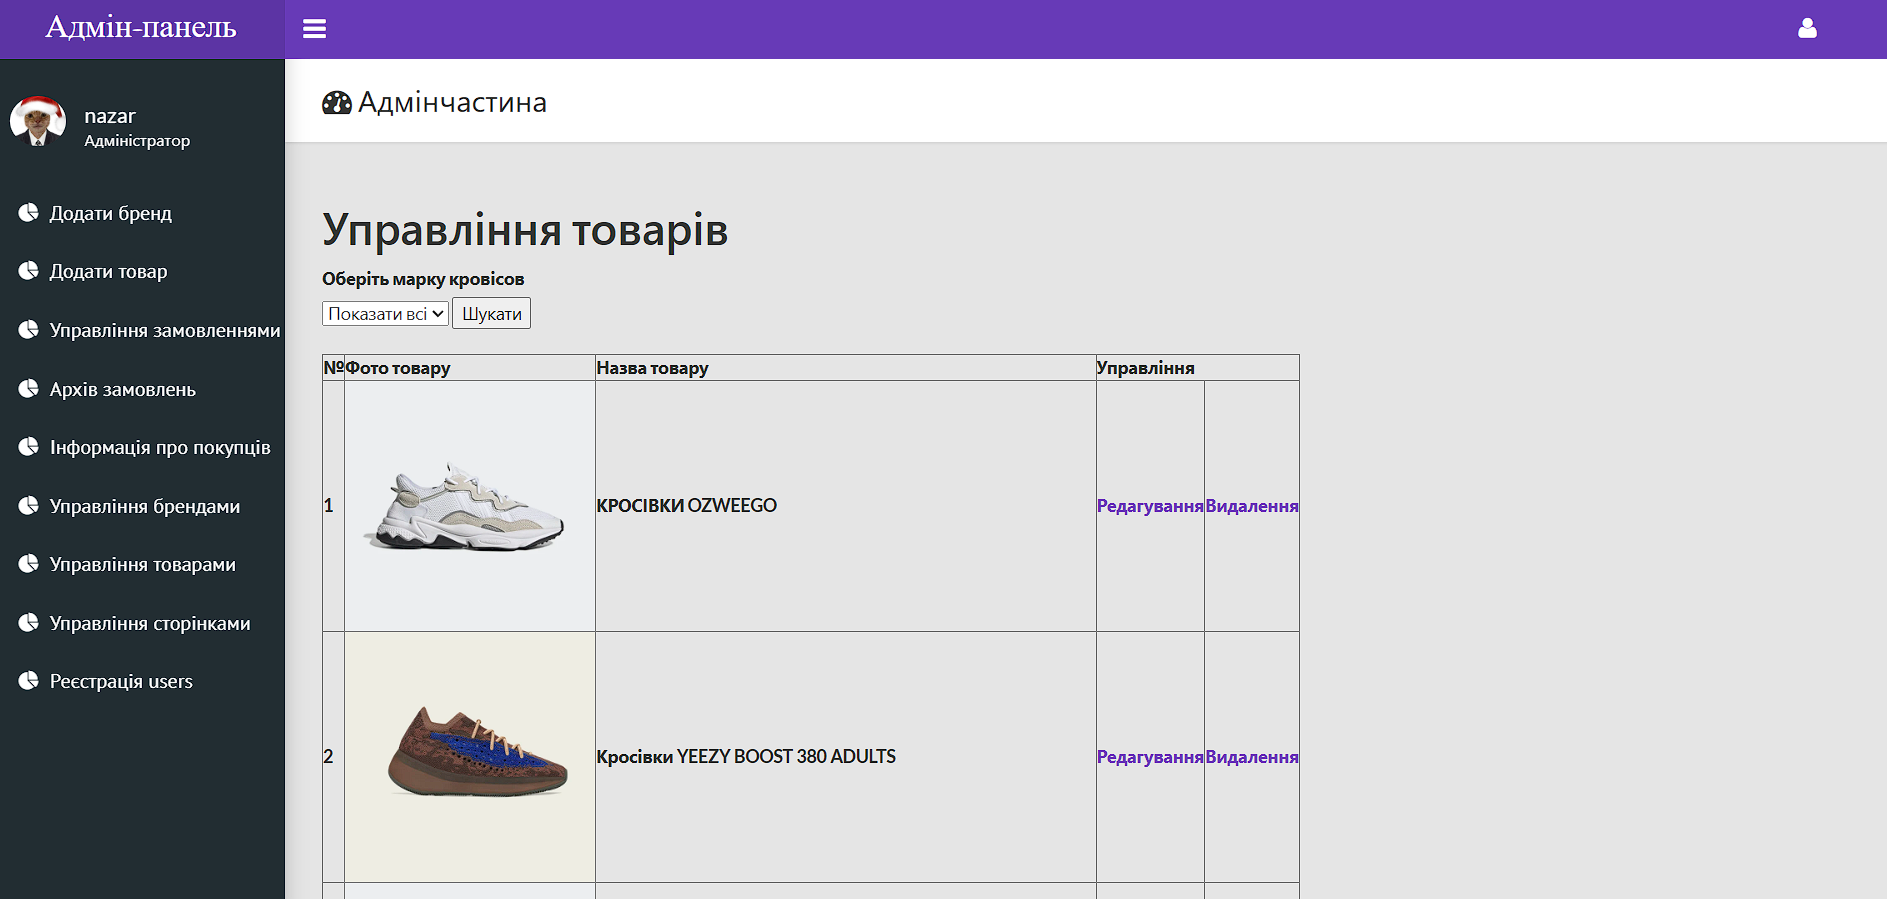 Адмін-панель
nazar
Адміністратор
Додати бренд
Додати товар
Управління замовленнями
Архів замовлень
Інформація про покупців
Управління брендами
Управління товарами
Управління сторінками
Реєстрація users
Адмінчастина
Управління товарів
Оберіть марку кровісов
Показати всі Шукати
№ Фото товару Назва товару Управління
1 КРОСІВКИ OZWEEGO Редагування Видалення
2 Кросівки YEEZY BOOST 380 ADULTS Редагування Видалення